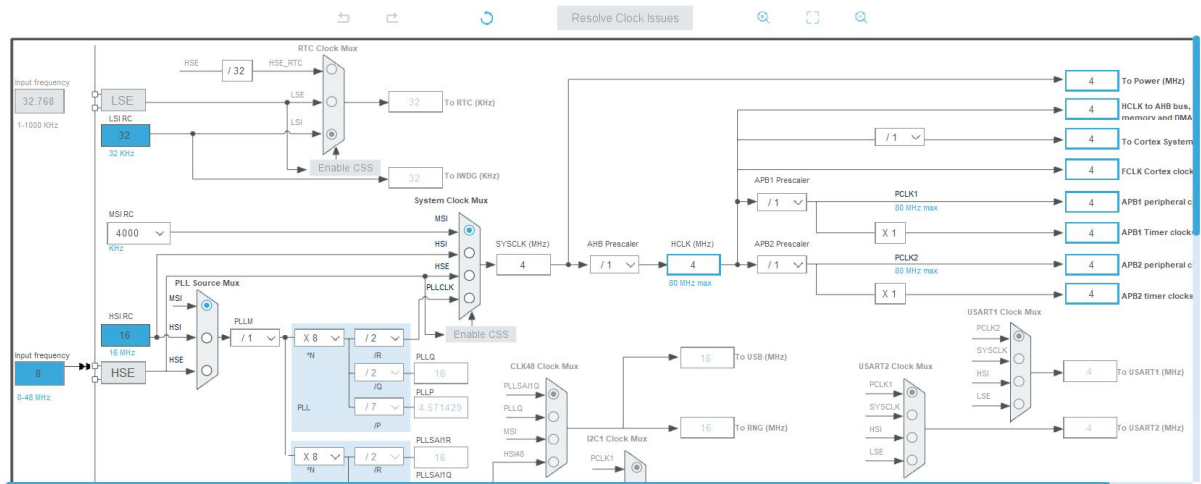 Resolve Clock Issues
RTC Clock Mux
HSE
/ 32
HSE_RTC
Input frequency
32.768
1-1000 KHz
LSE
LSE
32
To RTC (KHz)
LSI RC
32
32 KHz
LSI
Enable CSS
32
To IWDG (KHz)
4
To Power (MHz)
4
HCLK to AHB bus,
memory and DMA
/ 1
4
To Cortex System
4
FCLK Cortex clock
APB1 Prescaler
/ 1
PCLK1
80 MHz max
4
APB1 peripheral c
X 1
4
APB1 Timer clock
System Clock Mux
MSI RC
4000
KHz
MSI
HSI
HSE
PLLCLK
SYSCLK (MHz)
4
AHB Prescaler
/ 1
HCLK (MHz)
4
80 MHz max
APB2 Prescaler
/ 1
PCLK2
80 MHz max
4
APB2 peripheral c
X 1
4
APB2 timer clocks
Enable CSS
PLL Source Mux
MSI
HSI RC
16
16 MHz
HSI
HSE
Input frequency
8
0-48 MHz
HSE
PLLM
/ 1
X 8
*N
/ 2
/R
PLLQ
/ 2
16
/Q
PLLP
PLL
/ 7
4.571429
/P
PLLSAI1R
X 8
/ 2
16
*N
/R
PLLSAI1Q
CLK48 Clock Mux
PLLSAI1Q
PLLQ
MSI
HSI48
16
To USB (MHz)
16
To RNG (MHz)
I2C1 Clock Mux
PCLK1
USART1 Clock Mux
PCLK2
SYSCLK
HSI
LSE
4
To USART1 (MHz)
USART2 Clock Mux
PCLK1
SYSCLK
HSI
LSE
4
To USART2 (MHz)